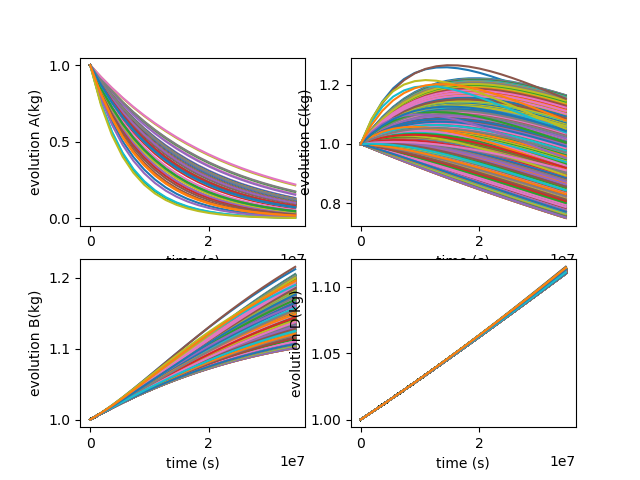 evolution A(kg)
1.0
0.5
0.0
0
2
1e7
time (s)
evolution C(kg)
1.2
1.0
0.8
0
2
1e7
time (s)
evolution B(kg)
1.2
1.1
1.0
0
2
time (s)
1e7
evolution D(kg)
1.10
1.05
1.00
0
2
time (s)
1e7